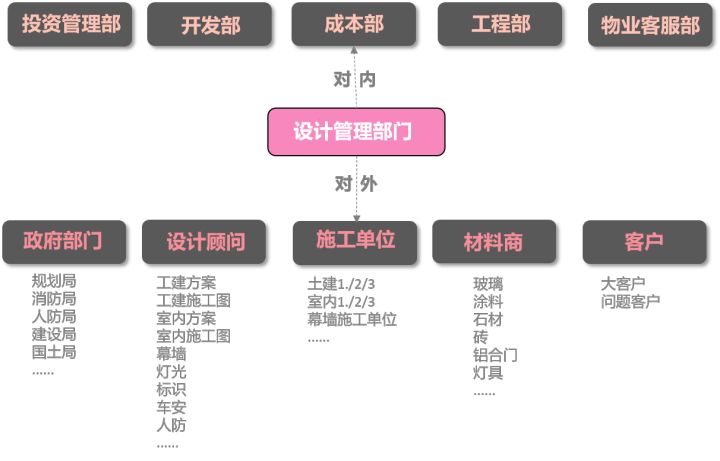 投资管理部
开发部
成本部
工程部
物业客服部
对 内
设计管理部门
对 外
政府部门
设计顾问
施工单位
材料商
客户
规划局
消防局
人防局
建设局
国土局
……
工建方案
工建施工图
室内方案
室内施工图
幕墙
灯光
标识
车安
人防
……
土建1./2/3
室内1./2/3
幕墙施工单位
……
玻璃
涂料
石材
砖
铝合门
灯具
……
大客户
问题客户